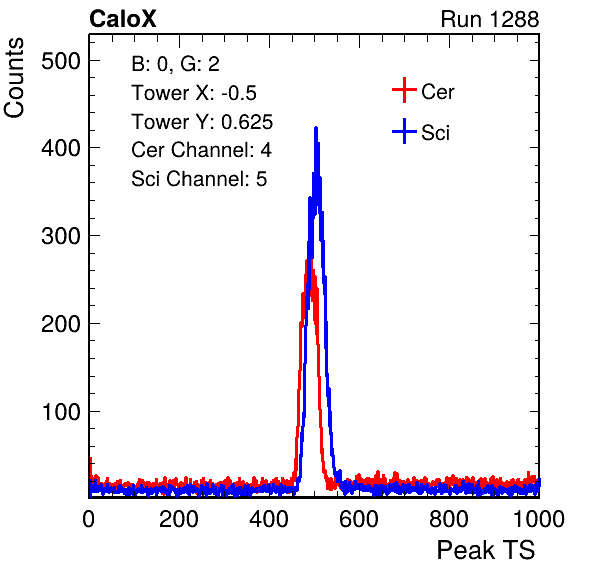 CaloX Run 1288
Counts
500
400
300
200
100
B: 0, G: 2
Tower X: -0.5
Tower Y: 0.625
Cer Channel: 4
Sci Channel: 5
Cer
Sci
0 200 400 600 800 1000
Peak TS